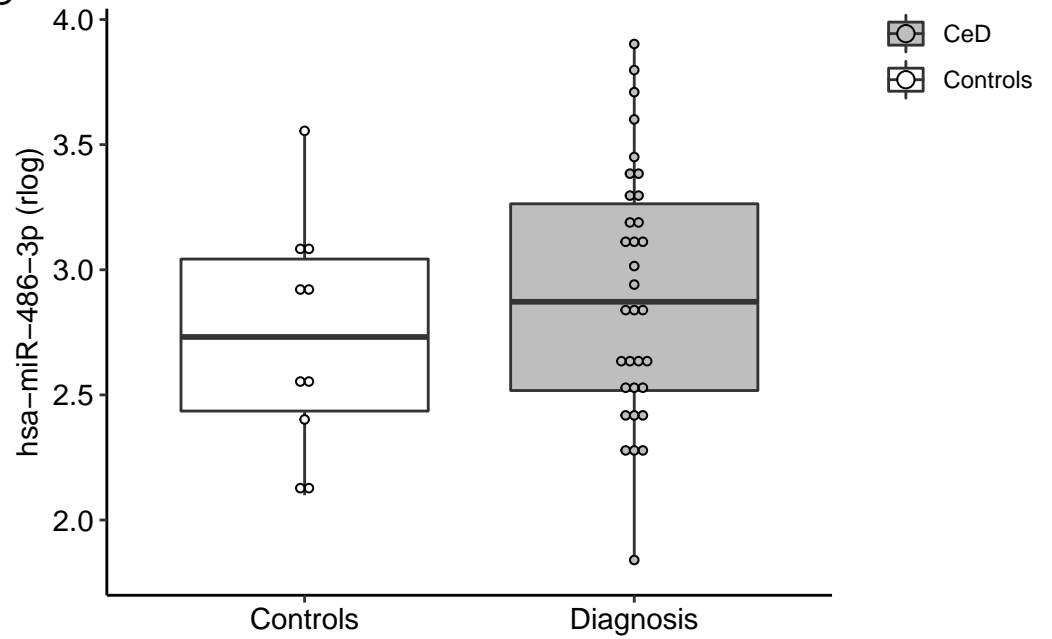 4.0
3.5
3.0
2.5
2.0
hsa−miR−486−3p (rlog)
Controls
Diagnosis
CeD
Controls